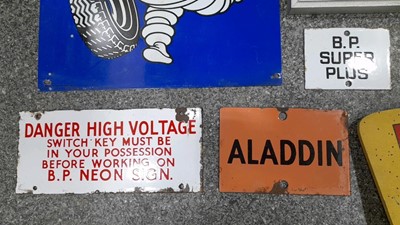 B.P.
SUPER
PLUS
DANGER HIGH VOLTAGE
SWITCH KEY MUST BE
IN YOUR POSSESSION
BEFORE WORKING ON
B.P. NEON SIGN.
ALADDIN